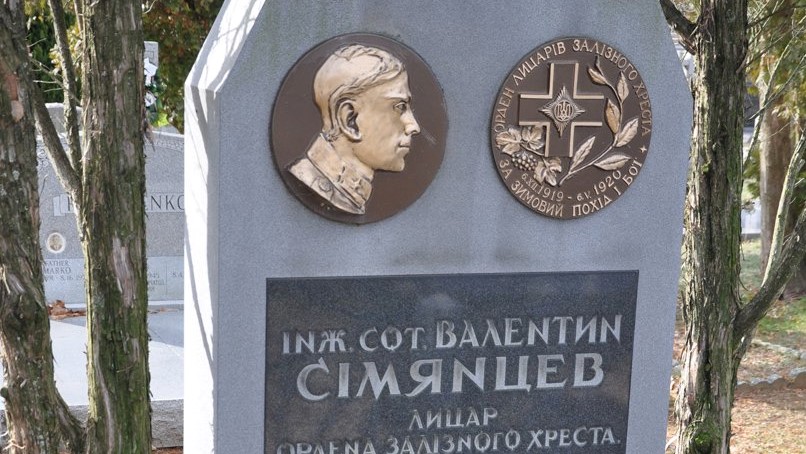 ОРДЕН ЛИЦАРІВ ЗАЛІЗНОГО ХРЕСТА
6.XII.1919 - 6.V.1920
ЗА ЗИМОВИЙ ПОХІД І БОЇ
ІНЖ. СОТ. ВАЛЕНТИН
СІМЯНЦЕВ
ЛИЦАР
ОРДЕНА ЗАЛІЗНОГО ХРЕСТА.
ENKO